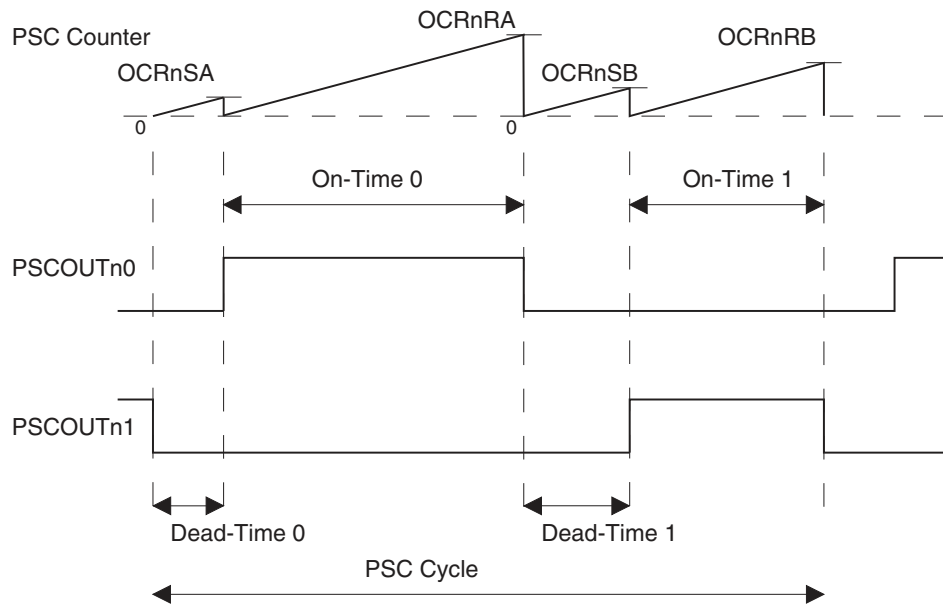 OCRnRA
PSC Counter
OCRnRB
OCRnSA
OCRnSB
0
0
On-Time 0
On-Time 1
PSCOUTn0
PSCOUTn1
Dead-Time 0
Dead-Time 1
PSC Cycle